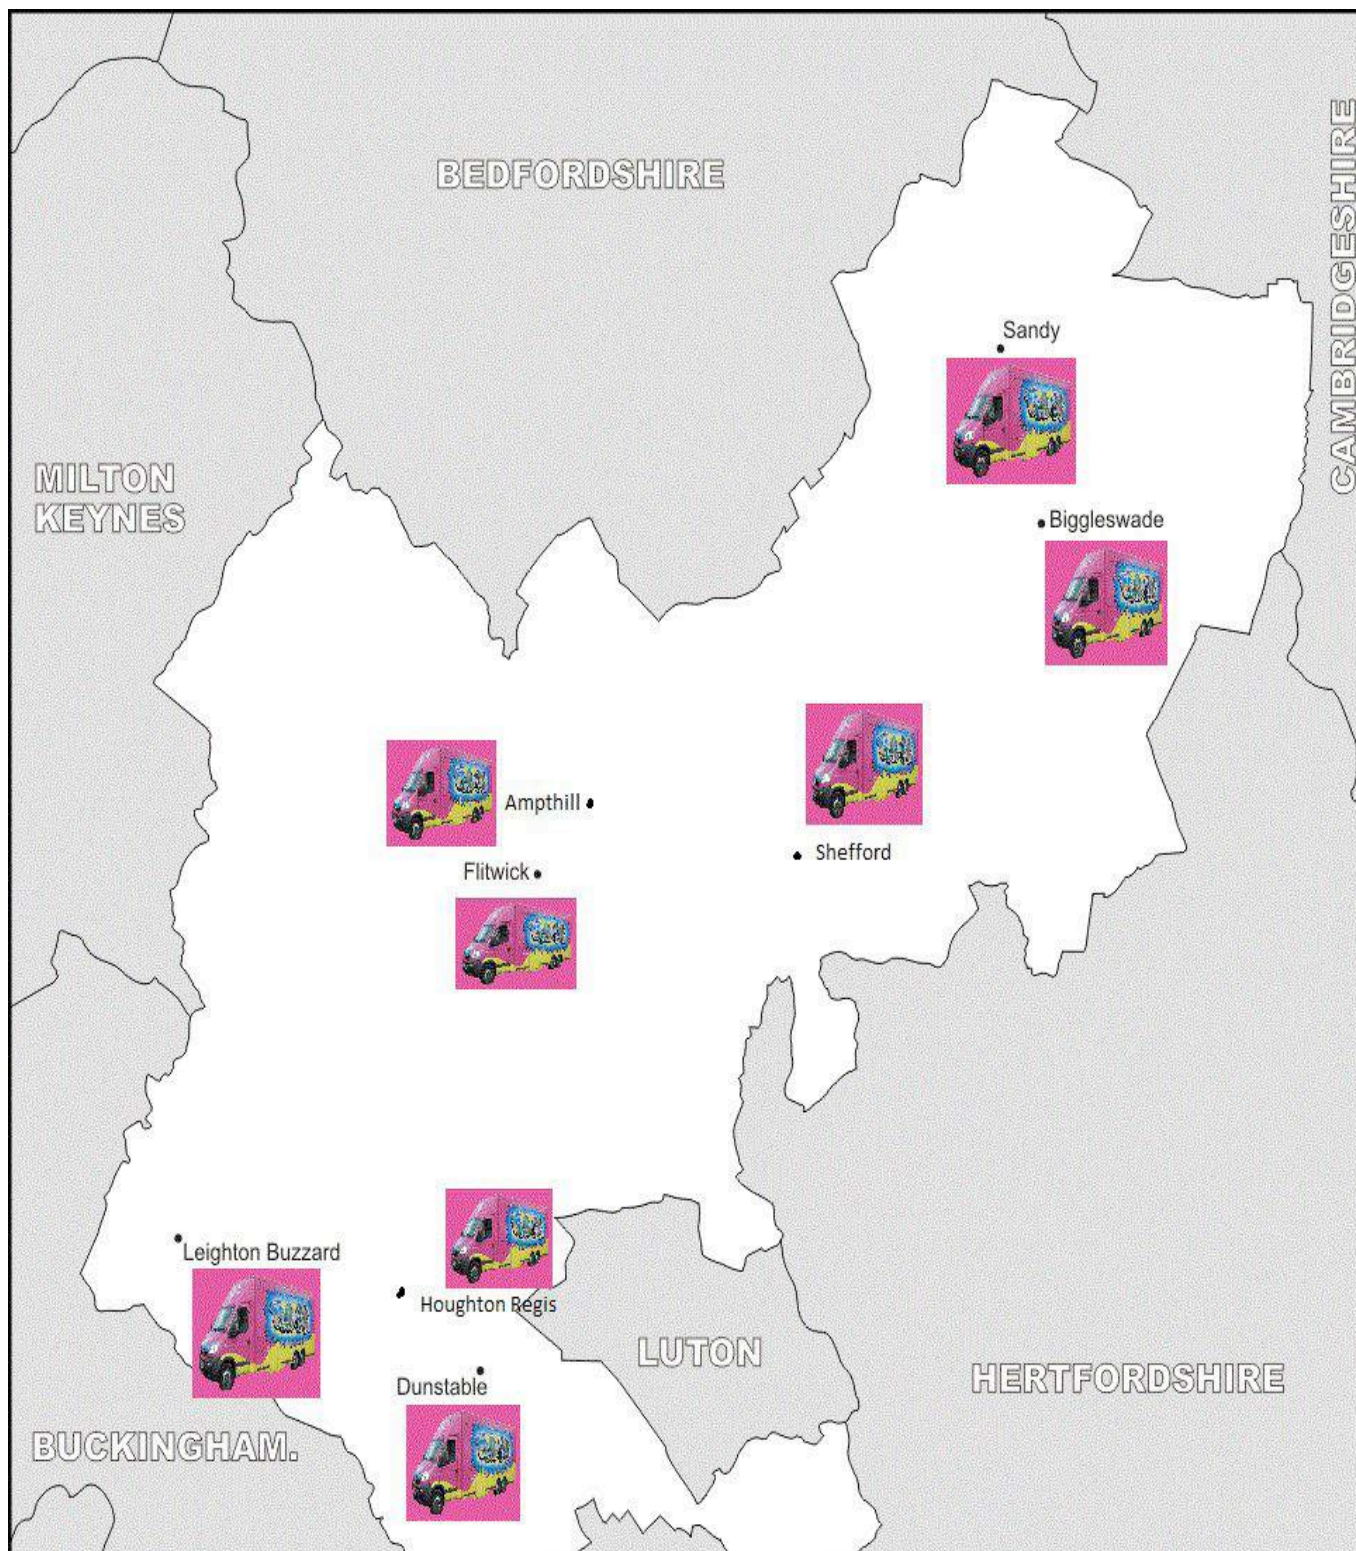 BEDFORDSHIRE
CAMBRIDGESHIRE
Sandy
MILTON
KEYNES
Biggleswade
Ampthill
Shefford
Flitwick
Leighton Buzzard
Houghton Regis
LUTON
Dunstable
HERTFORDSHIRE
BUCKINGHAM.